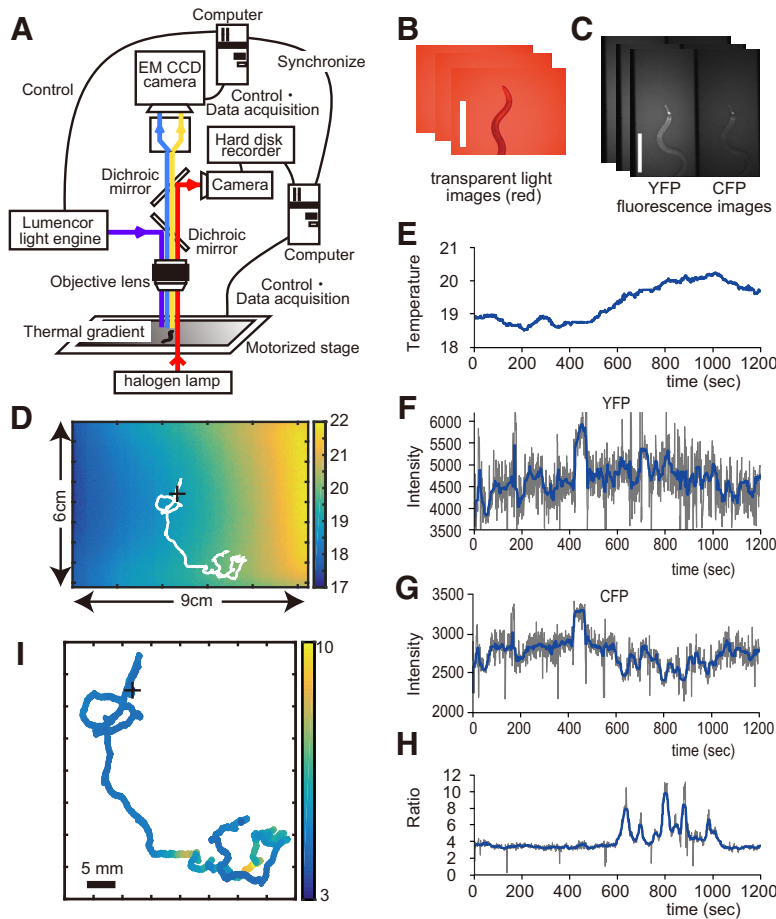 A
Computer
EM CCD
camera
Control
Synchronize
Control・
Data acquisition
Hard disk
recorder
Dichroic
mirror
Camera
Lumencor
light engine
Dichroic
mirror
Computer
Objective lens
Control・
Data acquisition
Thermal gradient
Motorized stage
halogen lamp
B
transparent light
images (red)
C
YFP
CFP
fluorescence images
D
6cm
9cm
22
21
20
19
18
17
E
Temperature
21
20
19
18
0 200 400 600 800 1000 1200
time (sec)
F
YFP
Intensity
6000
5500
5000
4500
4000
3500
0 200 400 600 800 1000 1200
time (sec)
G
CFP
Intensity
3500
3000
2500
2000
0 200 400 600 800 1000 1200
time (sec)
H
Ratio
12
10
8
6
4
2
0
0 200 400 600 800 1000 1200
time (sec)
I
5 mm
10
3